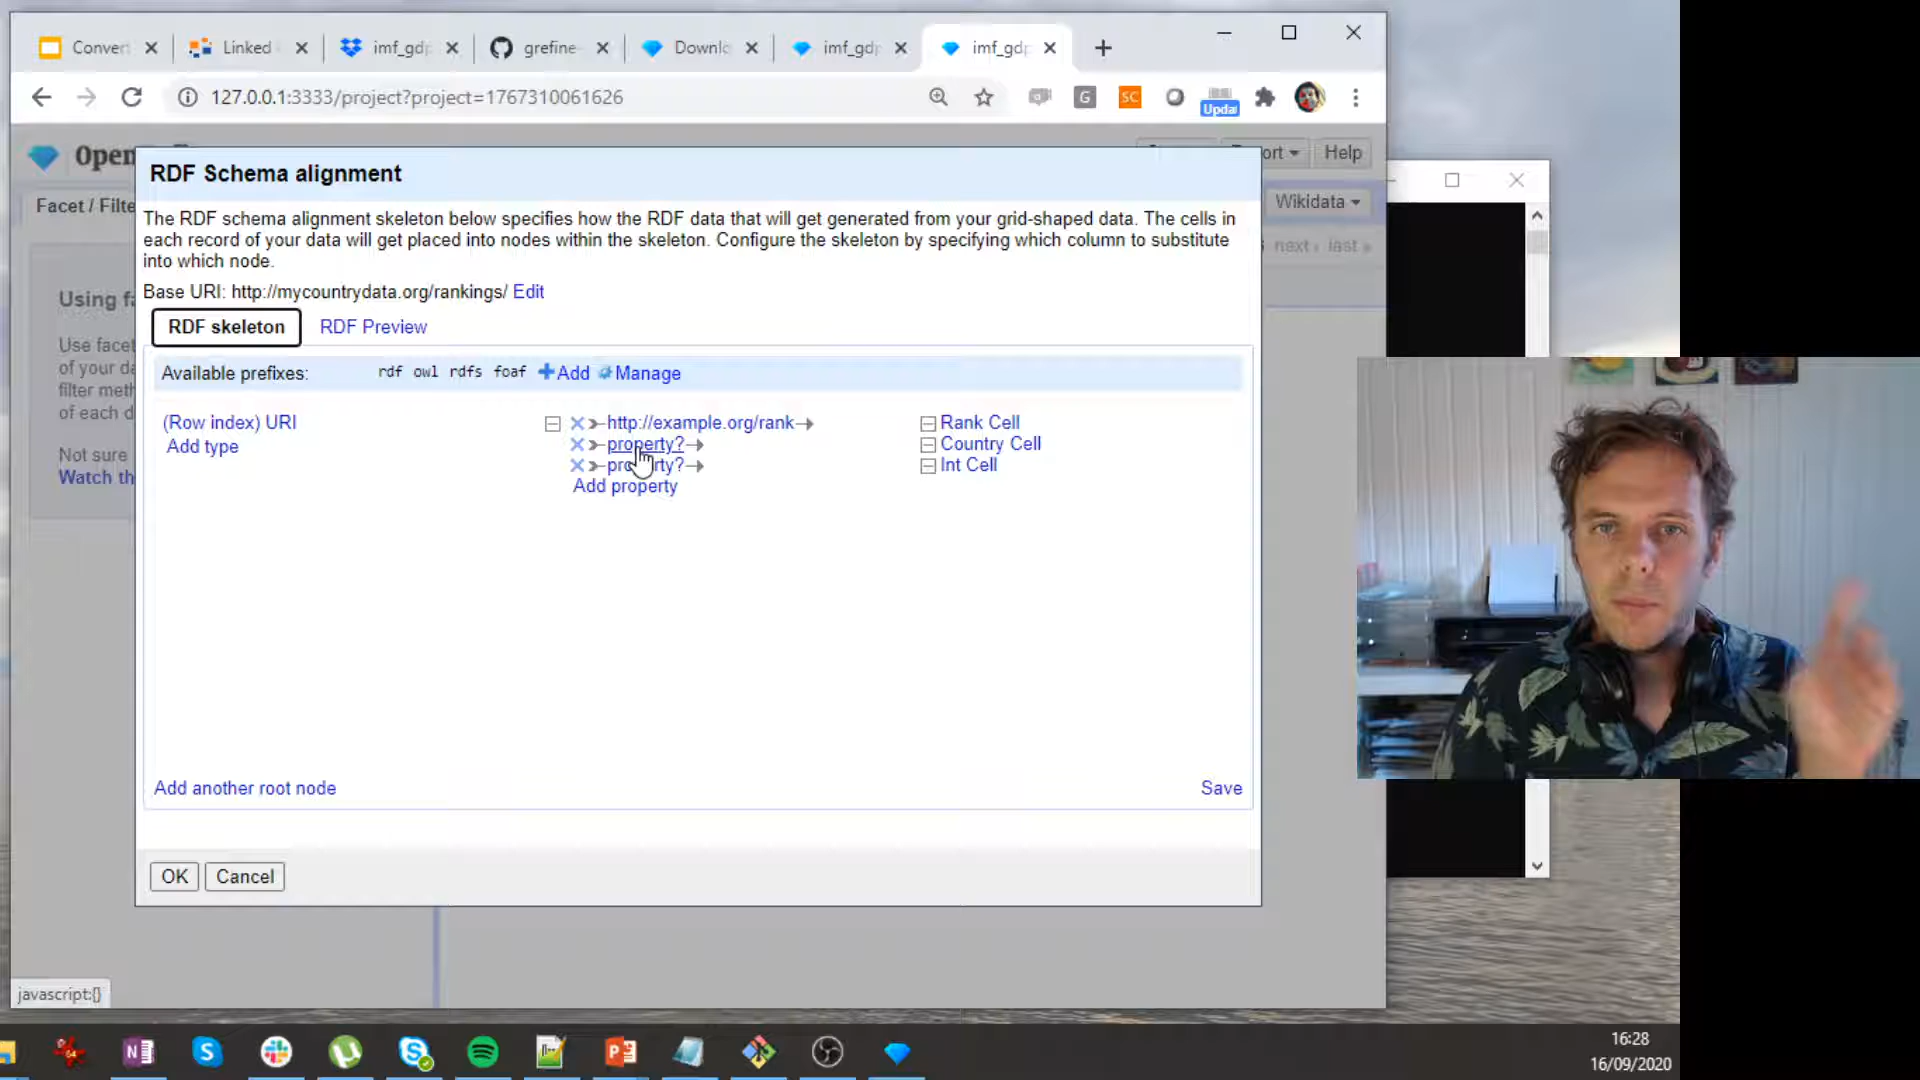 Conver
Linked
imf_gdp
grefine
Downlo
imf_gdp
imf_gdp
127.0.0.1:3333/project?project=1767310061626
G
SC
Updat
Open
ort
Help
RDF Schema alignment
Facet / Filte
Wikidata
The RDF schema alignment skeleton below specifies how the RDF data that will get generated from your grid-shaped data. The cells in
each record of your data will get placed into nodes within the skeleton. Configure the skeleton by specifying which column to substitute
into which node.
next › last »
Base URI: http://mycountrydata.org/rankings/ Edit
Using fa
RDF skeleton
RDF Preview
Use facet
of your da
filter meth
of each d
Available prefixes: rdf owl rdfs foaf Add Manage
(Row index) URI
http://example.org/rank
Rank Cell
Add type
property?
Country Cell
Not sure
property?
Int Cell
Watch th
Add property
Add another root node
Save
OK
Cancel
javascript:{}
16:28
16/09/2020